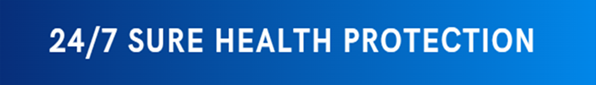 24/7 SURE HEALTH PROTECTION